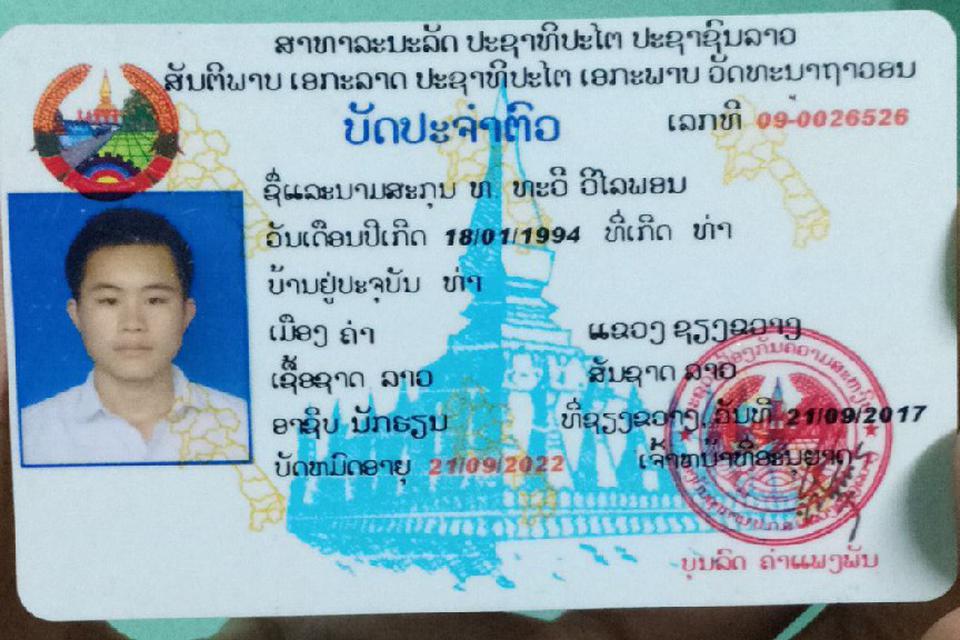 ສາທາລະນະລັດ ປະຊາທິປະໄຕ ປະຊາຊົນລາວ
ສັນຕິພາບ ເອກະລາດ ປະຊາທິປະໄຕ ເອກະພາບ ວັດທະນາຖາວອນ
ບັດປະຈຳຕົວ
ເລກທີ 09-0026526
ຊື່ແລະນາມສະກຸນ ທ. ທະວີ ວິໄລພອນ
ວັນເດືອນປີເກີດ 18/01/1994 ທີ່ເກີດ ທ່າ
ບ້ານຢູ່ປະຈຸບັນ ທ່າ
ເມືອງ ຄຳ ແຂວງ ຊຽງຂວາງ
ເຊື້ອຊາດ ລາວ ສັນຊາດ ລາວ
ອາຊີບ ນັກຮຽນ ທີ່ຊຽງຂວາງ, ວັນທີ 21/09/2017
ບັດຫມົດອາຍຸ 21/09/2022 ເຈົ້າຫນ້າທີ່ອະນຸຍາດ
ບຸນລິດ ຄຳແພງພັນ